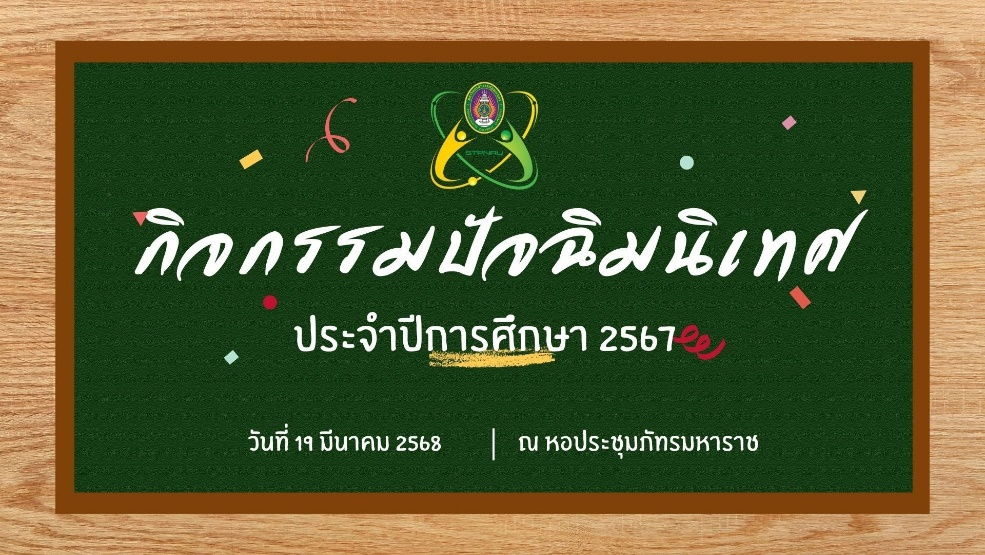 STPNRU
กิจกรรมปัจฉิมนิเทศ
ประจำปีการศึกษา 2567
วันที่ 19 มีนาคม 2568 | ณ หอประชุมภัทรมหาราช